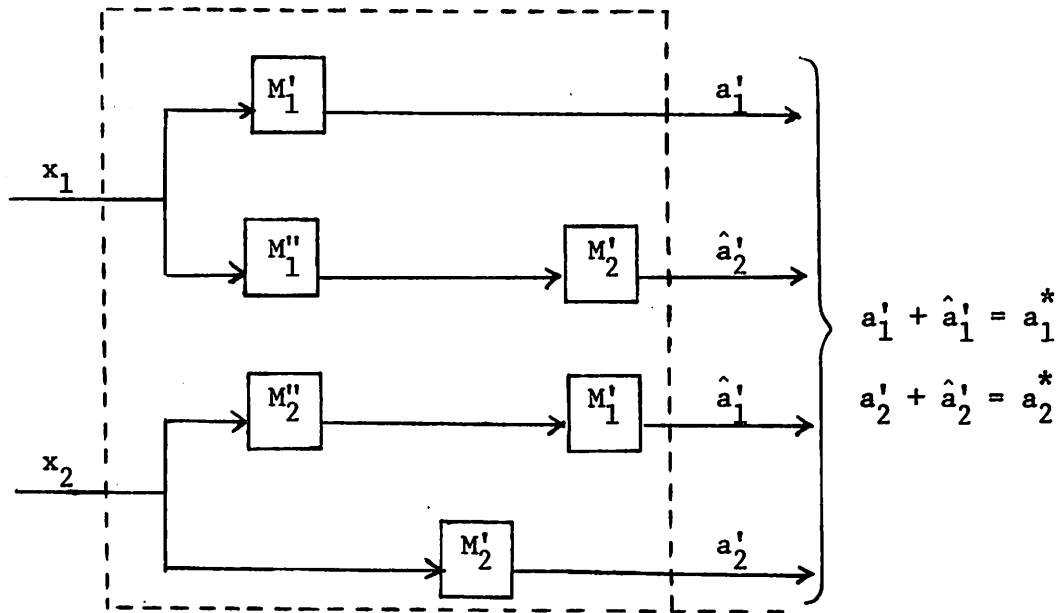 M'₁ a'₁
x₁
M"₁ M'₂ â'₂
a'₁ + â'₁ = a*₁
M"₂ M'₁ â'₁
a'₂ + â'₂ = a*₂
x₂
M'₂ a'₂